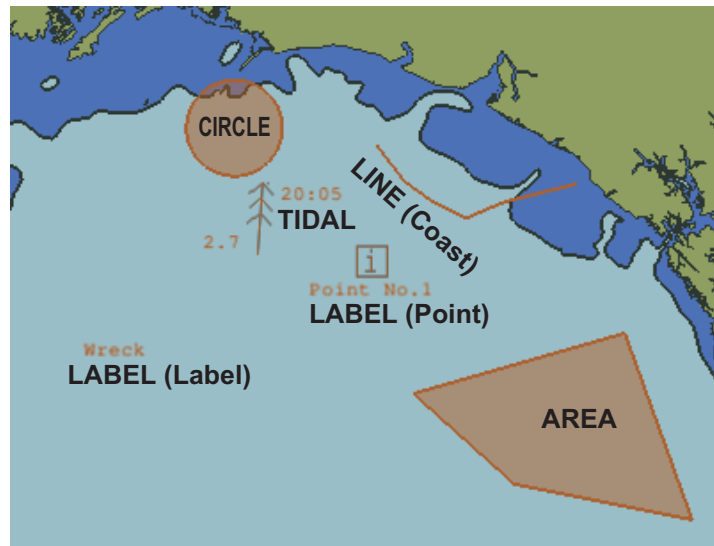 CIRCLE
20:05
TIDAL
2.7
LINE (Coast)
i
Point No.1
LABEL (Point)
Wreck
LABEL (Label)
AREA